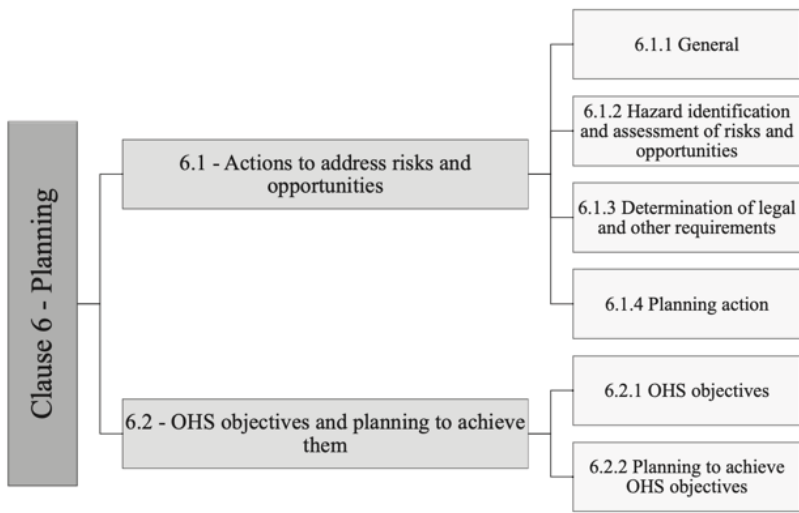 Clause 6 - Planning
6.1 - Actions to address risks and
opportunities
6.1.1 General
6.1.2 Hazard identification
and assessment of risks and
opportunities
6.1.3 Determination of legal
and other requirements
6.1.4 Planning action
6.2 - OHS objectives and planning to achieve
them
6.2.1 OHS objectives
6.2.2 Planning to achieve
OHS objectives